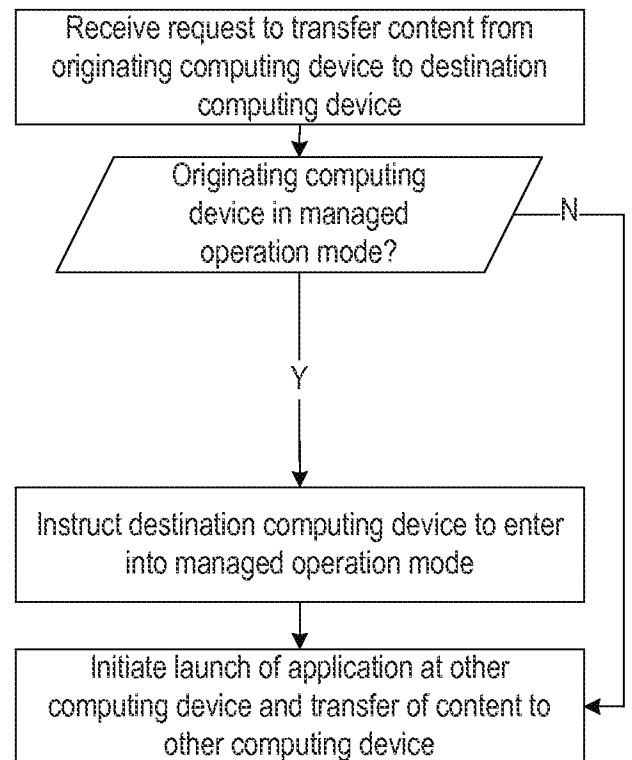 Receive request to transfer content from
originating computing device to destination
computing device
Originating computing
device in managed
operation mode?
N
Y
Instruct destination computing device to enter
into managed operation mode
Initiate launch of application at other
computing device and transfer of content to
other computing device